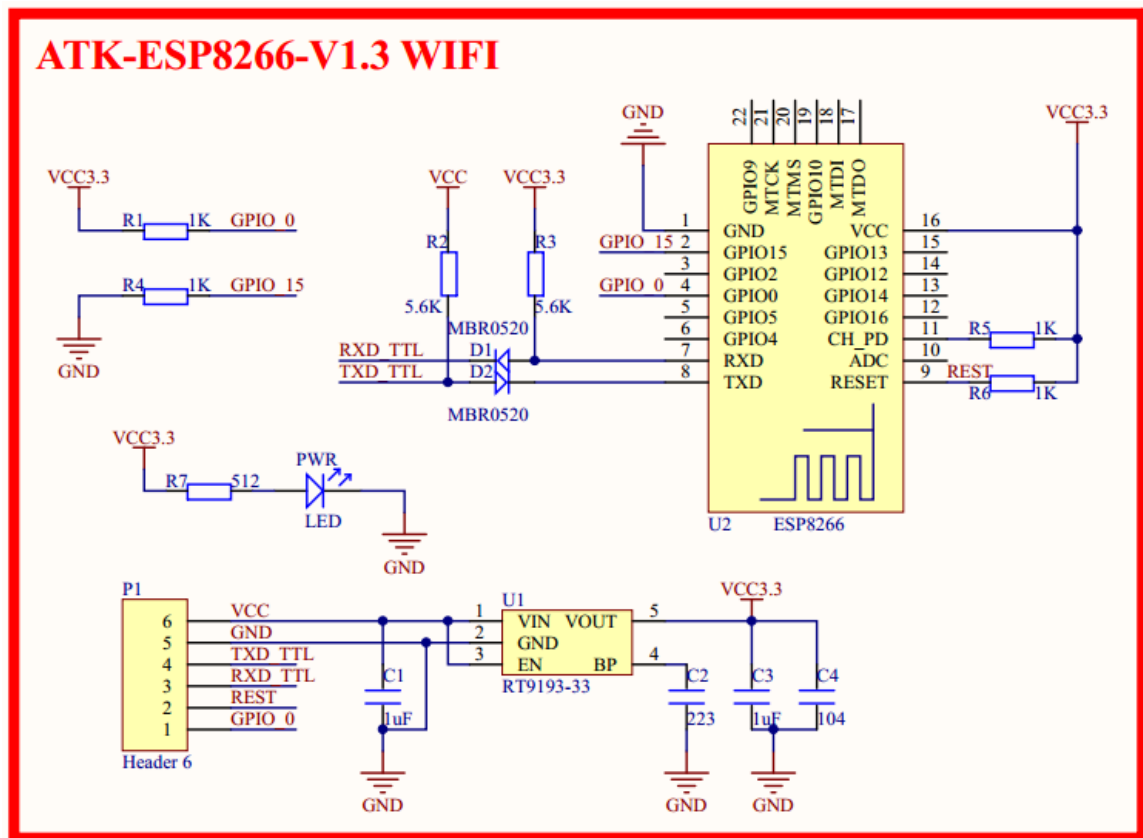 ATK-ESP8266-V1.3 WIFI
VCC3.3
R1 1K GPIO_0
R4 1K GPIO_15
GND
VCC VCC3.3
R2 R3
5.6K 5.6K
MBR0520
RXD_TTL D1
TXD_TTL D2
MBR0520
GND
VCC3.3
22 21 20 19 18 17
GPIO9 MTCK MTMS GPIO10 MTDI MTDO
1 GND VCC 16
GPIO_15 2 GPIO15 GPIO13 15
3 GPIO2 GPIO12 14
GPIO_0 4 GPIO0 GPIO14 13
5 GPIO5 GPIO16 12
6 GPIO4 CH_PD 11 R5 1K
7 RXD ADC 10
8 TXD RESET 9 REST
R6 1K
U2 ESP8266
VCC3.3
R7 512 PWR
LED
GND
P1
6 VCC
5 GND
4 TXD_TTL
3 RXD_TTL
2 REST
1 GPIO_0
Header 6
C1
1uF
GND
U1
1 VIN VOUT 5
2 GND
3 EN BP 4
RT9193-33
VCC3.3
C2 C3 C4
223 1uF 104
GND GND